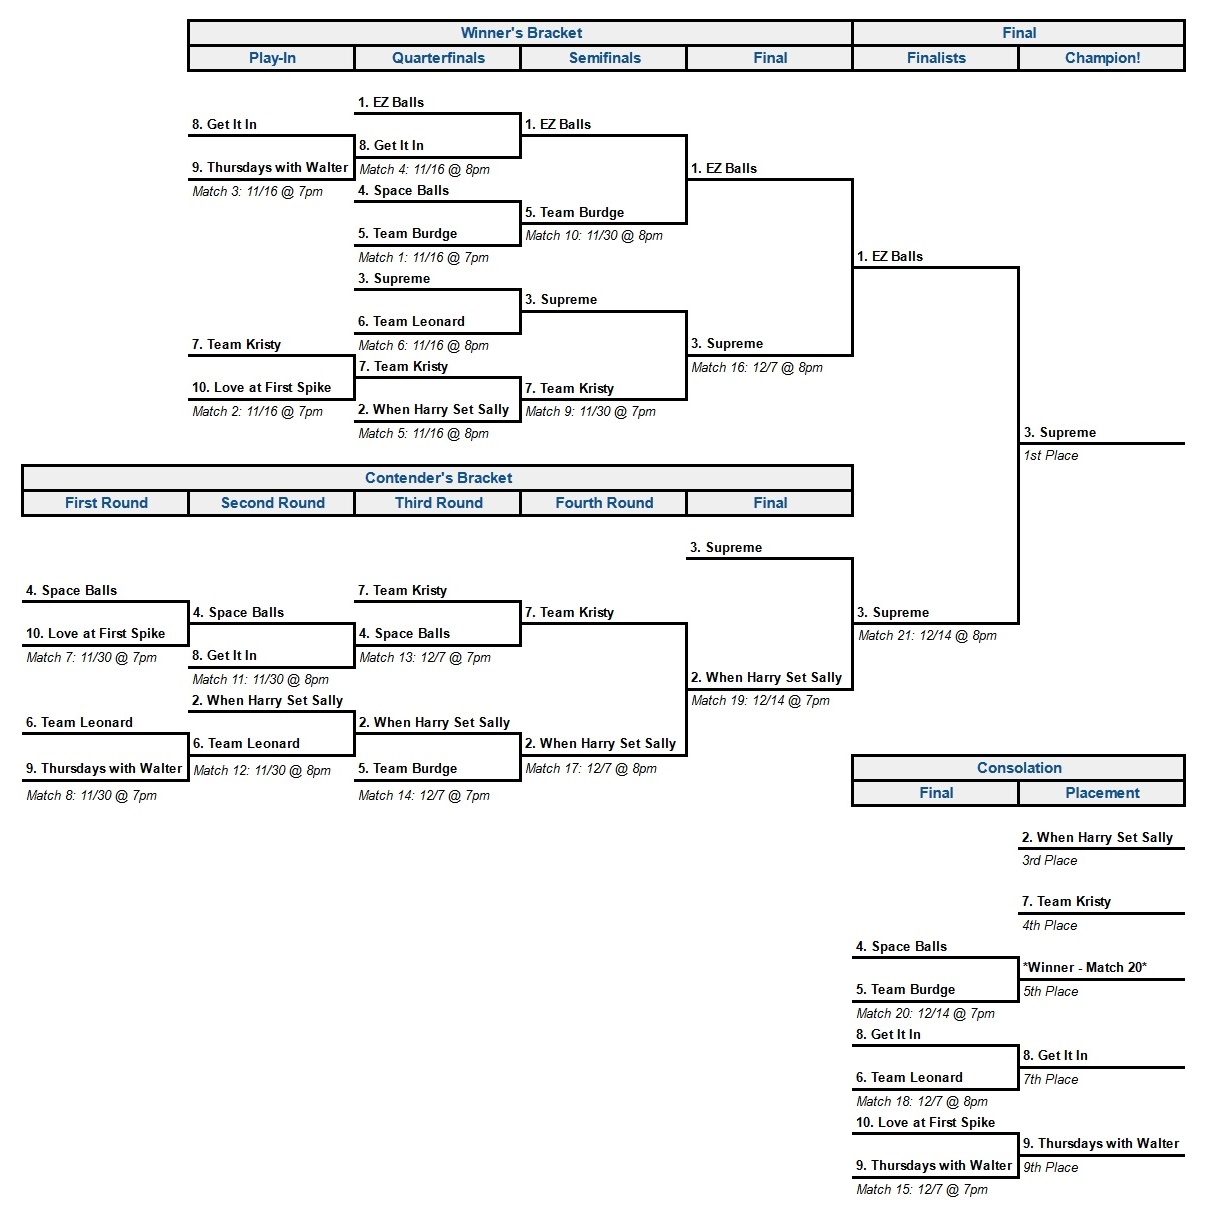 Winner's Bracket
Final
Play-In
Quarterfinals
Semifinals
Final
Finalists
Champion!
1. EZ Balls
8. Get It In
1. EZ Balls
8. Get It In
9. Thursdays with Walter
Match 4: 11/16 @ 8pm
1. EZ Balls
Match 3: 11/16 @ 7pm
4. Space Balls
5. Team Burdge
5. Team Burdge
Match 10: 11/30 @ 8pm
Match 1: 11/16 @ 7pm
1. EZ Balls
3. Supreme
3. Supreme
6. Team Leonard
7. Team Kristy
Match 6: 11/16 @ 8pm
3. Supreme
7. Team Kristy
Match 16: 12/7 @ 8pm
10. Love at First Spike
7. Team Kristy
Match 2: 11/16 @ 7pm
2. When Harry Set Sally
Match 9: 11/30 @ 7pm
Match 5: 11/16 @ 8pm
3. Supreme
1st Place
Contender's Bracket
First Round
Second Round
Third Round
Fourth Round
Final
3. Supreme
4. Space Balls
7. Team Kristy
4. Space Balls
7. Team Kristy
3. Supreme
10. Love at First Spike
4. Space Balls
Match 21: 12/14 @ 8pm
Match 7: 11/30 @ 7pm
8. Get It In
Match 13: 12/7 @ 7pm
Match 11: 11/30 @ 8pm
2. When Harry Set Sally
2. When Harry Set Sally
Match 19: 12/14 @ 7pm
6. Team Leonard
2. When Harry Set Sally
6. Team Leonard
2. When Harry Set Sally
9. Thursdays with Walter
Match 12: 11/30 @ 8pm
5. Team Burdge
Match 17: 12/7 @ 8pm
Match 8: 11/30 @ 7pm
Match 14: 12/7 @ 7pm
Consolation
Final
Placement
2. When Harry Set Sally
3rd Place
7. Team Kristy
4th Place
4. Space Balls
*Winner - Match 20*
5. Team Burdge
5th Place
Match 20: 12/14 @ 7pm
8. Get It In
8. Get It In
6. Team Leonard
7th Place
Match 18: 12/7 @ 8pm
10. Love at First Spike
9. Thursdays with Walter
9. Thursdays with Walter
9th Place
Match 15: 12/7 @ 7pm